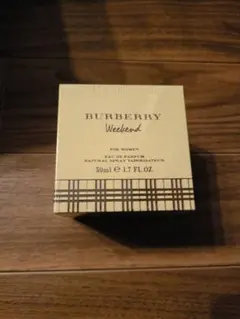 BURBERRY
Weekend
FOR WOMEN
EAU DE PARFUM
NATURAL SPRAY VAPORISATEUR
50ml e 1.7 FL.OZ.